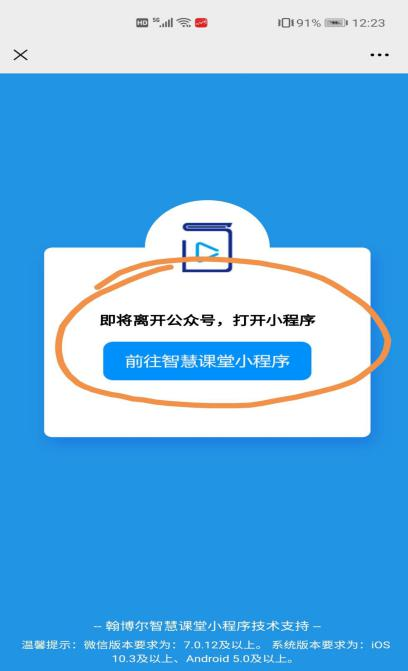 HD 5G 91% 12:23
即将离开公众号，打开小程序
前往智慧课堂小程序
-- 翰博尔智慧课堂小程序技术支持 --
温馨提示：微信版本要求为：7.0.12及以上。 系统版本要求为：iOS
10.3及以上、Android 5.0及以上。